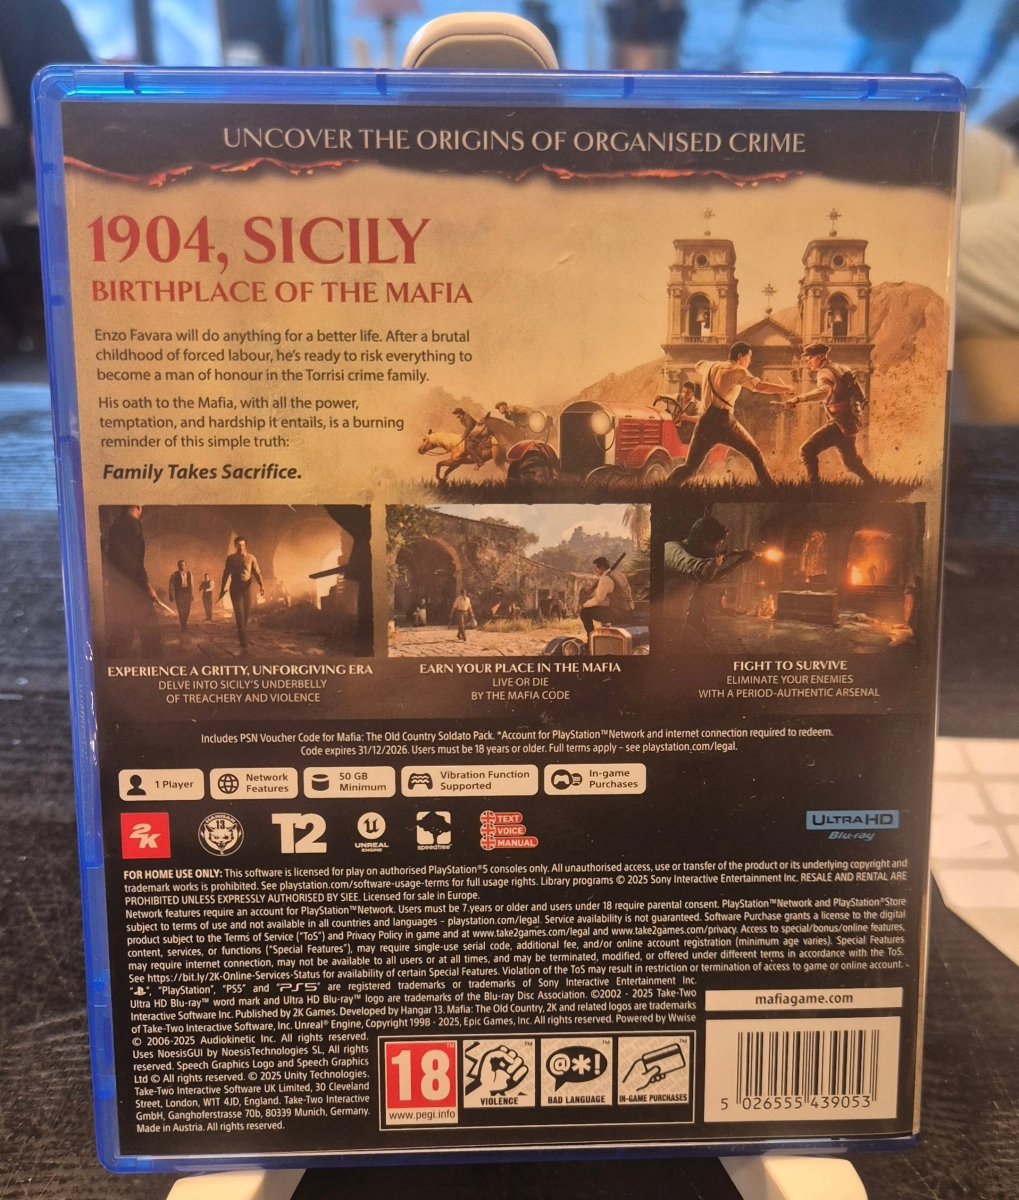 UNCOVER THE ORIGINS OF ORGANISED CRIME
1904, SICILY
BIRTHPLACE OF THE MAFIA
Enzo Favara will do anything for a better life. After a brutal
childhood of forced labour, he's ready to risk everything to
become a man of honour in the Torrisi crime family.
His oath to the Mafia, with all the power,
temptation, and hardship it entails, is a burning
reminder of this simple truth:
Family Takes Sacrifice.
EXPERIENCE A GRITTY, UNFORGIVING ERA
DELVE INTO SICILY'S UNDERBELLY
OF TREACHERY AND VIOLENCE
EARN YOUR PLACE IN THE MAFIA
LIVE OR DIE
BY THE MAFIA CODE
FIGHT TO SURVIVE
ELIMINATE YOUR ENEMIES
WITH A PERIOD-AUTHENTIC ARSENAL
Includes PSN Voucher Code for Mafia: The Old Country Soldato Pack. *Account for PlayStation™Network and internet connection required to redeem.
Code expires 31/12/2026. Users must be 18 years or older. Full terms apply – see playstation.com/legal.
1 Player
Network
Features
50 GB
Minimum
Vibration Function
Supported
In-game
Purchases
2K
HANGAR
13
T2
UNREAL
ENGINE
speedtree
TEXT
VOICE
MANUAL
ULTRA HD
Blu-ray
FOR HOME USE ONLY: This software is licensed for play on authorised PlayStation®5 consoles only. All unauthorised access, use or transfer of the product or its underlying copyright and
trademark works is prohibited. See playstation.com/software-usage-terms for full usage rights. Library programs © 2025 Sony Interactive Entertainment Inc. RESALE AND RENTAL ARE
PROHIBITED UNLESS EXPRESSLY AUTHORISED BY SIEE. Licensed for sale in Europe.
Network features require an account for PlayStation™Network. Users must be 7 years or older and users under 18 require parental consent. PlayStation™Network and PlayStation®Store
subject to terms of use and not available in all countries and languages – playstation.com/legal. Service availability is not guaranteed. Software Purchase grants a license to the digital
product subject to the Terms of Service ("ToS") and Privacy Policy in game and at www.take2games.com/legal and www.take2games.com/privacy. Access to special/bonus/online features,
content, services, or functions ("Special Features"), may require single-use serial code, additional fee, and/or online account registration (minimum age varies). Special Features
may require internet connection, may not be available to all users or at all times, and may be terminated, modified, or offered under different terms in accordance with the ToS.
See https://bit.ly/2K-Online-Services-Status for availability of certain Special Features. Violation of the ToS may result in restriction or termination of access to game or online account.
" ", "PlayStation", "PS5" and "PS5" are registered trademarks or trademarks of Sony Interactive Entertainment Inc.
Ultra HD Blu-ray™ word mark and Ultra HD Blu-ray™ logo are trademarks of the Blu-ray Disc Association. ©2002 - 2025 Take-Two
Interactive Software Inc. Published by 2K Games. Developed by Hangar 13. Mafia: The Old Country, 2K and related logos are trademarks
of Take-Two Interactive Software, Inc. Unreal® Engine, Copyright 1998 - 2025, Epic Games, Inc. All rights reserved. Powered by Wwise
© 2006-2025 Audiokinetic Inc. All rights reserved.
Uses NoesisGUI by NoesisTechnologies SL, All rights
reserved. Speech Graphics Logo and Speech Graphics
Ltd © All rights reserved. © 2025 Unity Technologies.
Take-Two Interactive Software UK Limited, 30 Cleveland
Street, London, W1T 4JD, England. Take-Two Interactive
GmbH, Ganghoferstrasse 70b, 80339 Munich, Germany.
Made in Austria. All rights reserved.
18
www.pegi.info
VIOLENCE
@*!
BAD LANGUAGE
IN-GAME PURCHASES
mafiagame.com
5 026555 439053